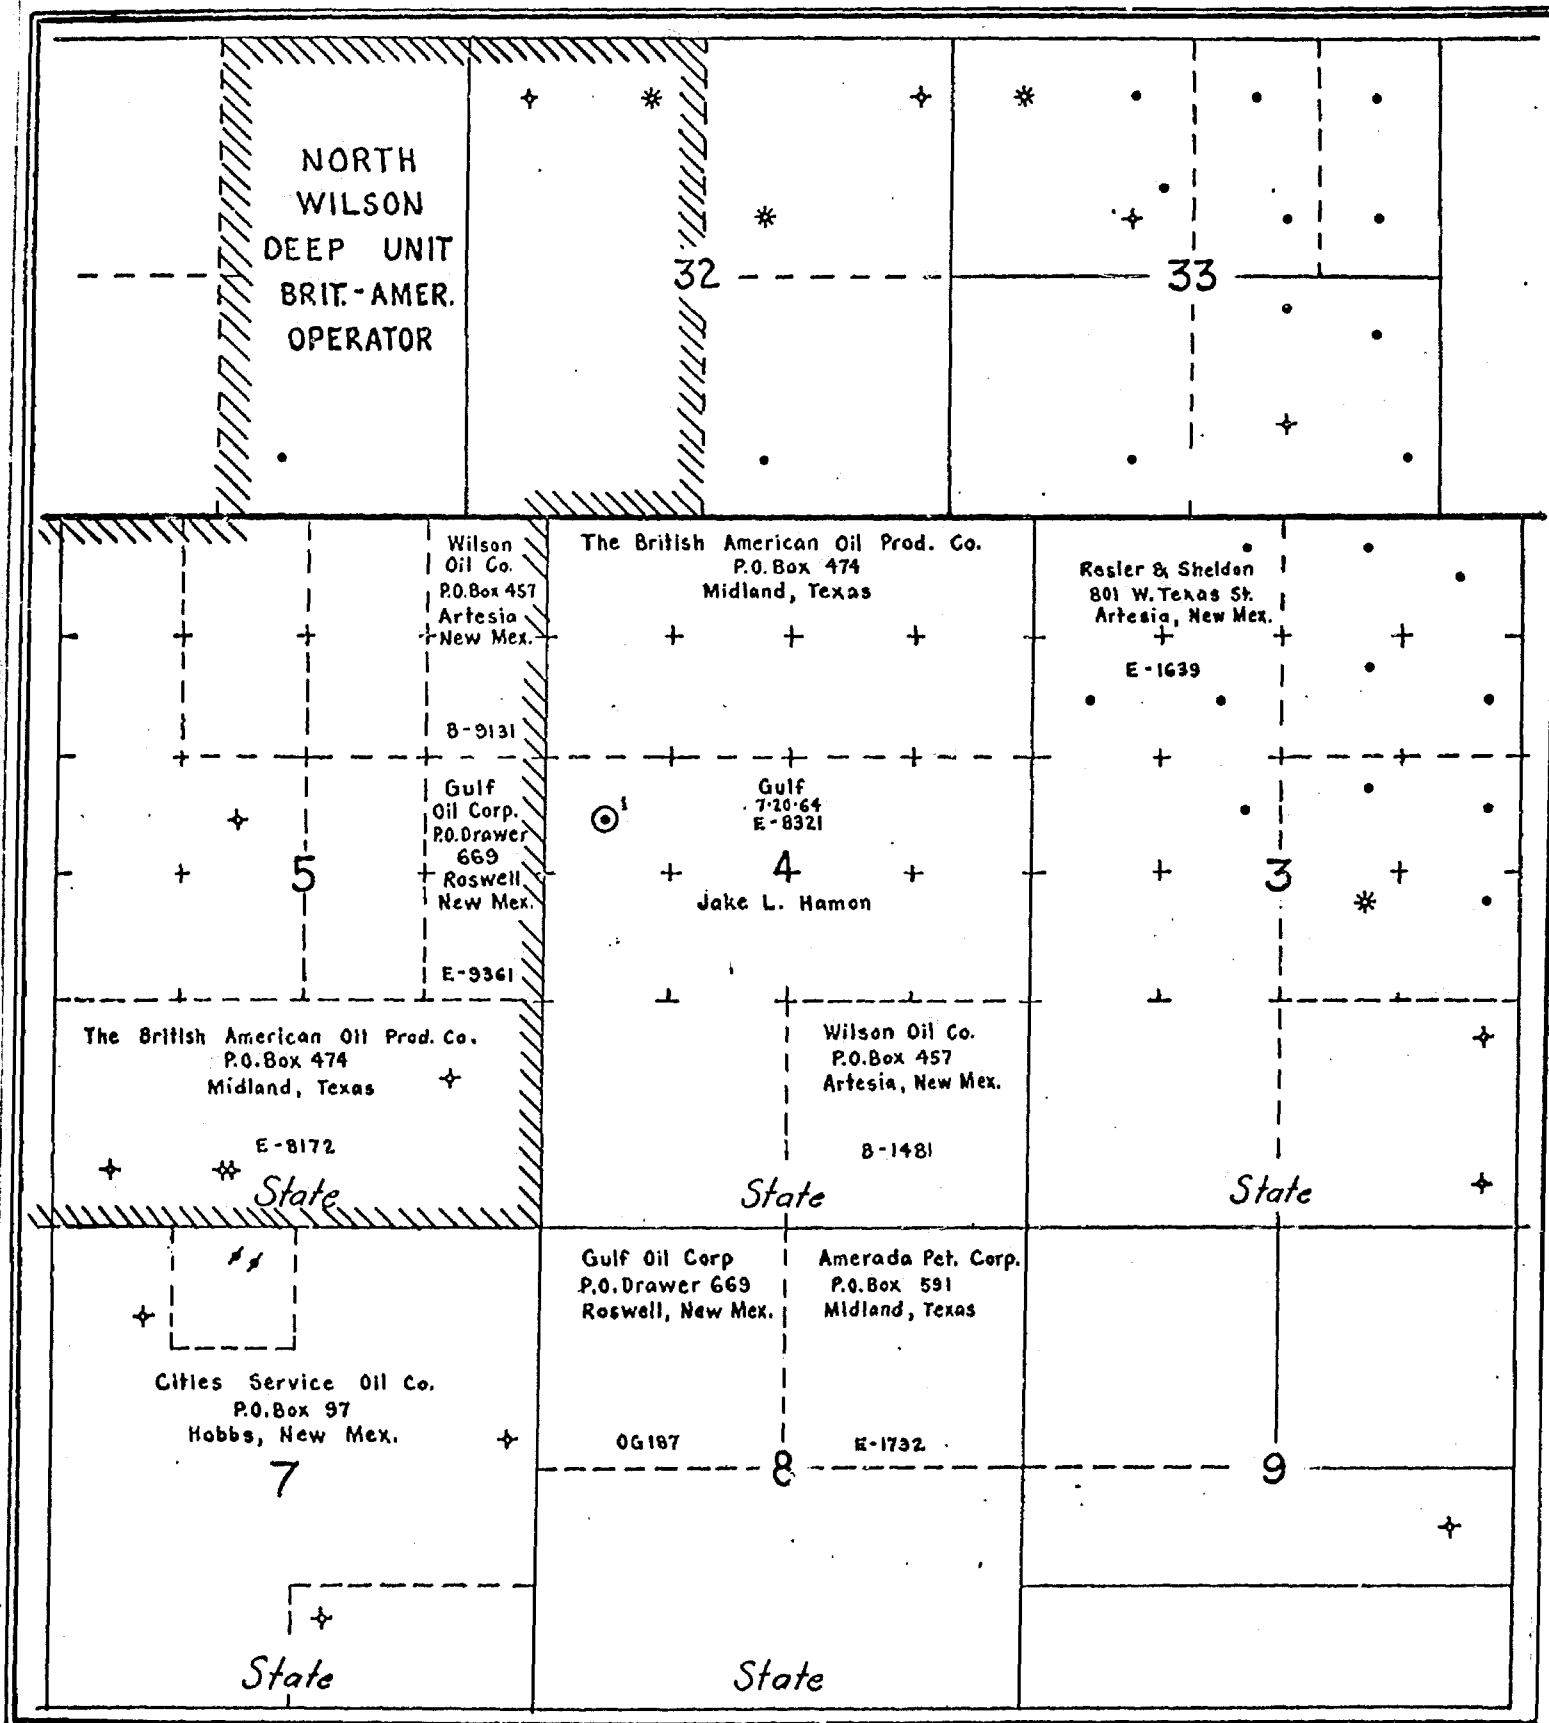 NORTH
WILSON
DEEP UNIT
BRIT.-AMER.
OPERATOR
32
33
Wilson
Oil Co.
P.O.Box 457
Artesia
New Mex.
B-9131
The British American Oil Prod. Co.
P.O.Box 474
Midland, Texas
Resler & Sheldon
801 W. Texas St.
Artesia, New Mex.
E-1639
Gulf
Oil Corp.
P.O.Drawer
669
Roswell
New Mex.
E-9361
5
1
Gulf
7-20-64
E-8321
4
Jake L. Hamon
3
The British American Oil Prod. Co.
P.O.Box 474
Midland, Texas
E-8172
State
Wilson Oil Co.
P.O.Box 457
Artesia, New Mex.
B-1481
State
State
Cities Service Oil Co.
P.O.Box 97
Hobbs, New Mex.
7
State
Gulf Oil Corp
P.O.Drawer 669
Roswell, New Mex.
OG187
Amerada Pet. Corp.
P.O.Box 591
Midland, Texas
E-1732
8
State
9